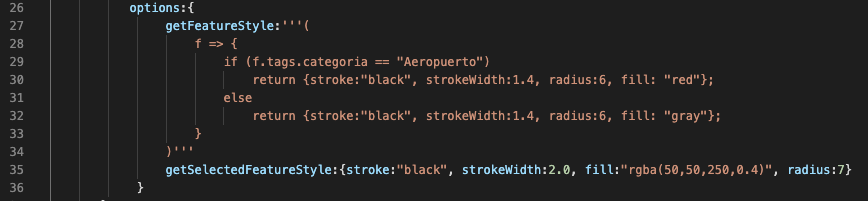 26 options:{
27 getFeatureStyle:'''(
28 f => {
29 if (f.tags.categoria == "Aeropuerto")
30 return {stroke:"black", strokeWidth:1.4, radius:6, fill: "red"};
31 else
32 return {stroke:"black", strokeWidth:1.4, radius:6, fill: "gray"};
33 }
34 )'''
35 getSelectedFeatureStyle:{stroke:"black", strokeWidth:2.0, fill:"rgba(50,50,250,0.4)", radius:7}
36 }